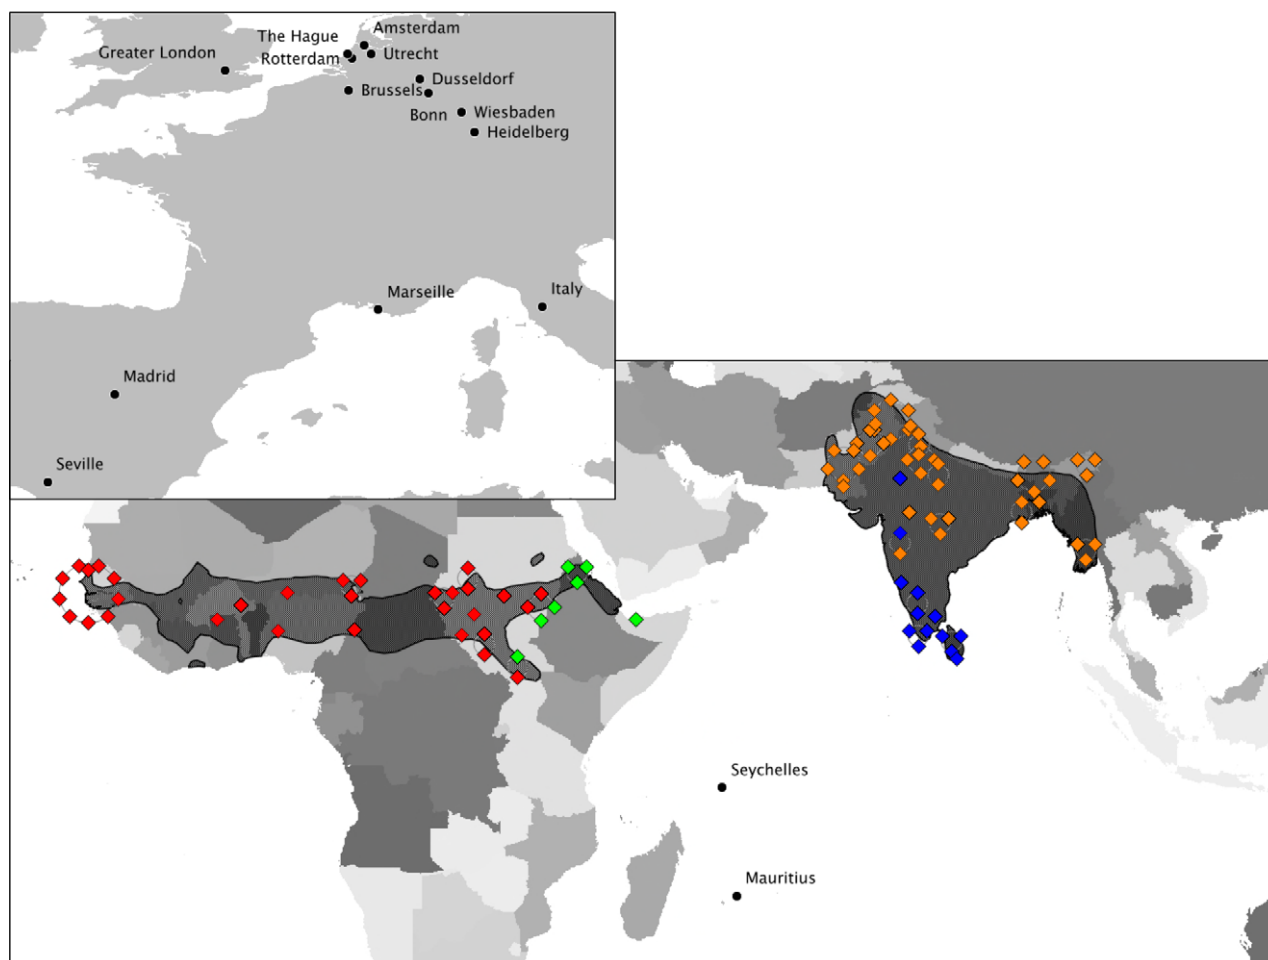 Amsterdam
The Hague
Greater London
Rotterdam
Utrecht
Dusseldorf
Brussels
Bonn
Wiesbaden
Heidelberg
Marseille
Italy
Madrid
Seville
Seychelles
Mauritius